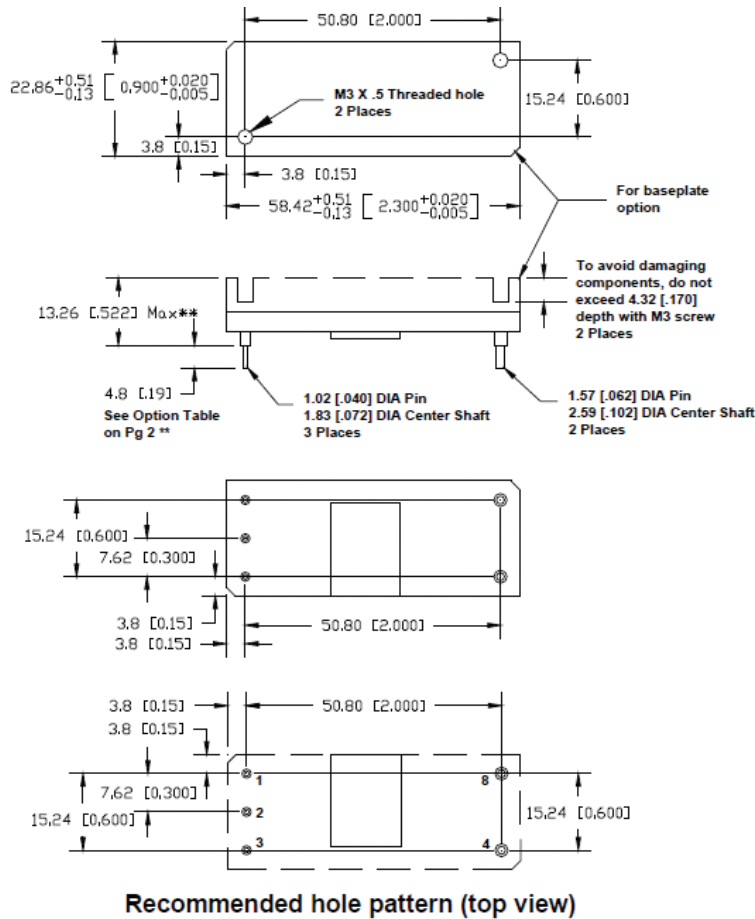 50.80 [2.000]
22.86+0.51-0.13 [0.900+0.020-0.005]
M3 X .5 Threaded hole
2 Places
15.24 [0.600]
3.8 [0.15]
3.8 [0.15]
58.42+0.51-0.13 [2.300+0.020-0.005]
For baseplate
option
13.26 [.522] Max**
To avoid damaging
components, do not
exceed 4.32 [.170]
depth with M3 screw
2 Places
4.8 [.19]
See Option Table
on Pg 2 **
1.02 [.040] DIA Pin
1.83 [.072] DIA Center Shaft
3 Places
1.57 [.062] DIA Pin
2.59 [.102] DIA Center Shaft
2 Places
15.24 [0.600]
7.62 [0.300]
3.8 [0.15]
3.8 [0.15]
50.80 [2.000]
3.8 [0.15]
50.80 [2.000]
3.8 [0.15]
1
8
7.62 [0.300]
2
15.24 [0.600]
15.24 [0.600]
3
4
Recommended hole pattern (top view)